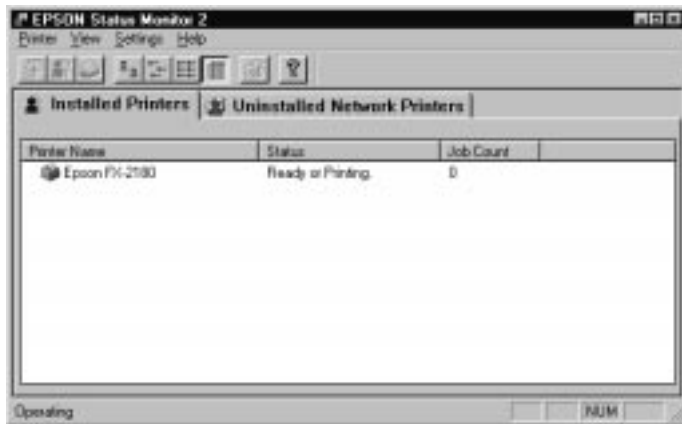 EPSON Status Monitor 2
Printer View Settings Help
Installed Printers Uninstalled Network Printers
Printer Name Status Job Count
Epson FX-2180 Ready or Printing. 0
Operating NUM